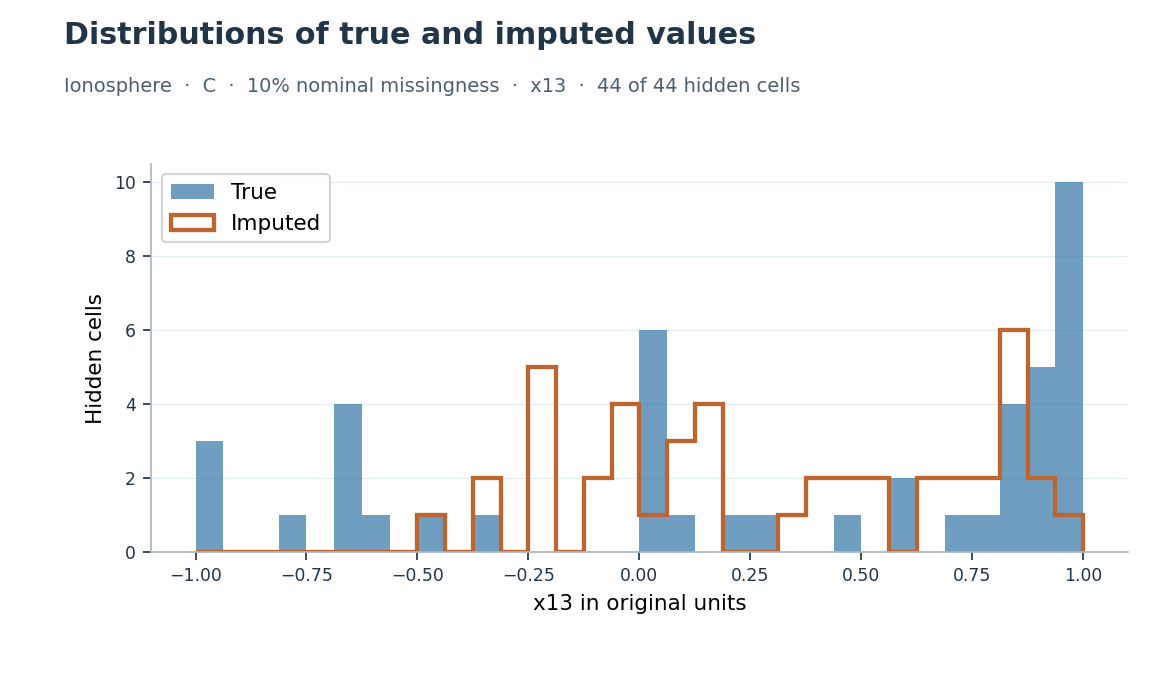 Distributions of true and imputed values
Ionosphere · C · 10% nominal missingness · x13 · 44 of 44 hidden cells
True
Imputed
Hidden cells
10
8
6
4
2
0
−1.00 −0.75 −0.50 −0.25 0.00 0.25 0.50 0.75 1.00
x13 in original units